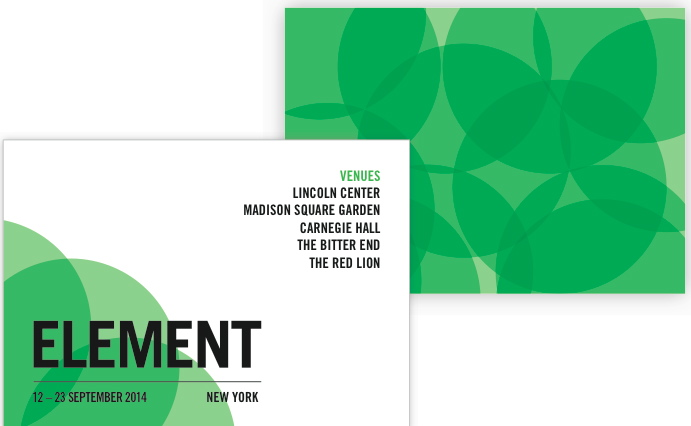 VENUES
LINCOLN CENTER
MADISON SQUARE GARDEN
CARNEGIE HALL
THE BITTER END
THE RED LION
ELEMENT
12 – 23 SEPTEMBER 2014 NEW YORK